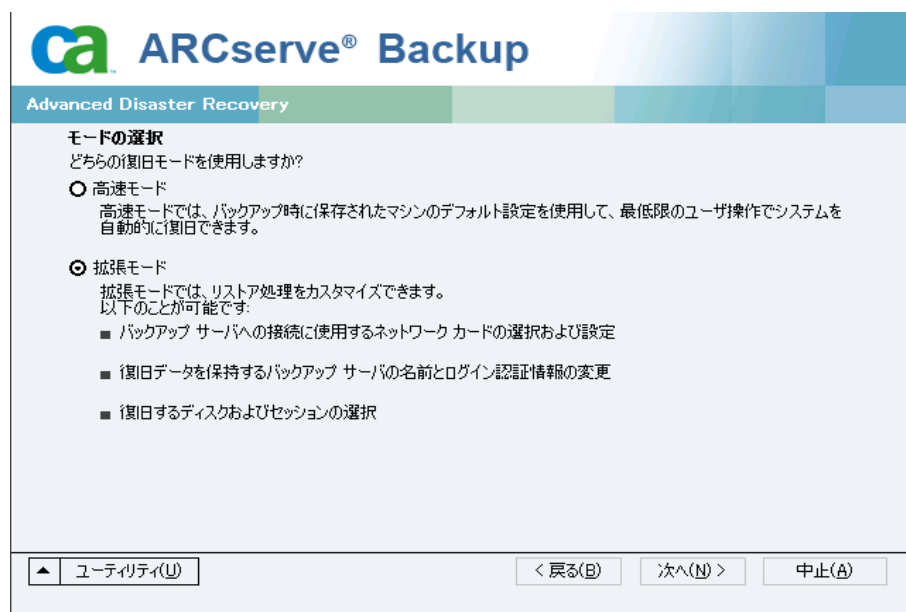 ca ARCserve® Backup
Advanced Disaster Recovery
モードの選択
どちらの復旧モードを使用しますか?
高速モード
高速モードでは、バックアップ時に保存されたマシンのデフォルト設定を使用して、最低限のユーザ操作でシステムを
自動的に復旧できます。
拡張モード
拡張モードでは、リストア処理をカスタマイズできます。
以下のことが可能です:
■ バックアップ サーバへの接続に使用するネットワーク カードの選択および設定
■ 復旧データを保持するバックアップ サーバの名前とログイン認証情報の変更
■ 復旧するディスクおよびセッションの選択
▲ ユーティリティ(U) < 戻る(B) 次へ(N) > 中止(A)